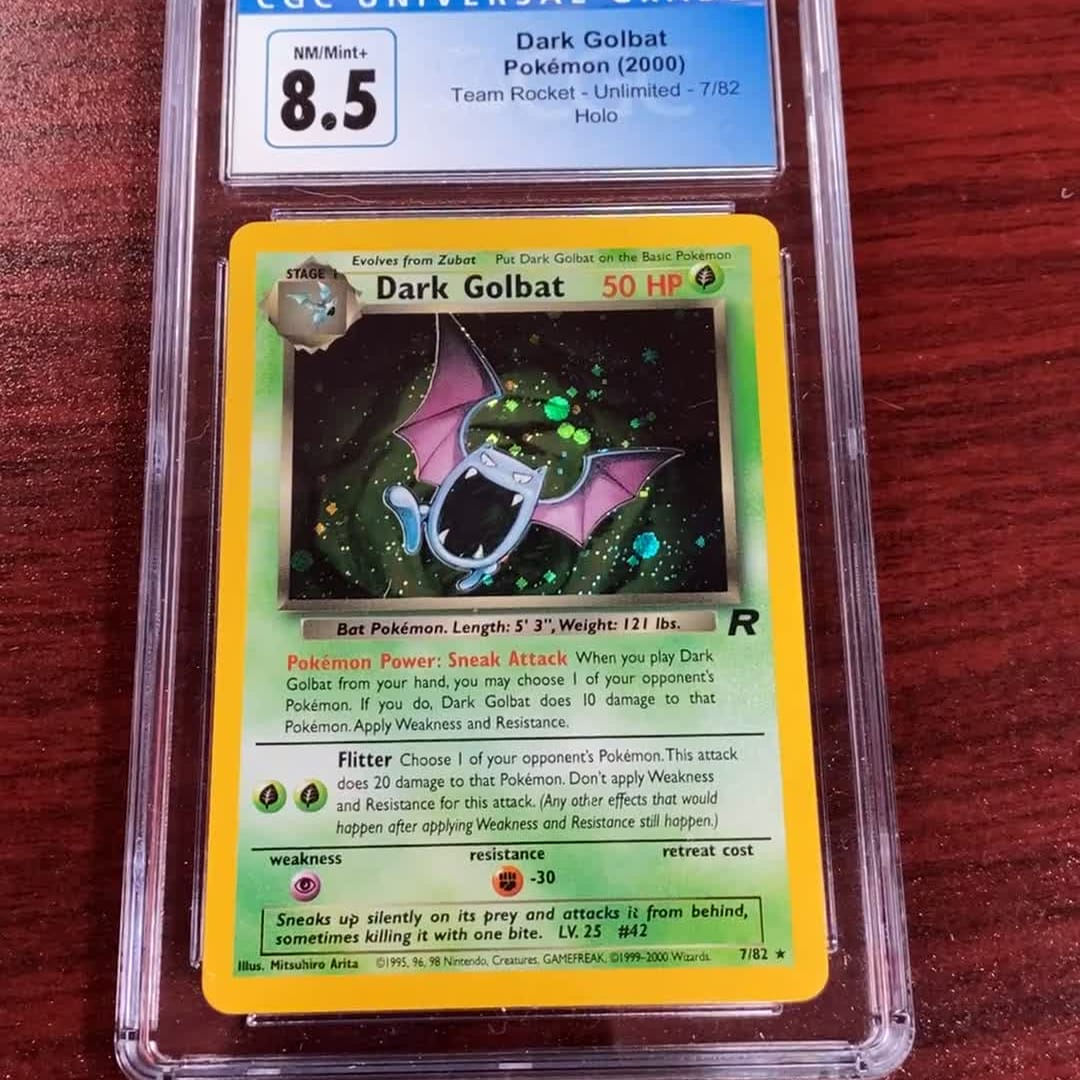 CGC UNIVERSAL GRADE
NM/Mint+
8.5
Dark Golbat
Pokémon (2000)
Team Rocket - Unlimited - 7/82
Holo
Evolves from Zubat Put Dark Golbat on the Basic Pokémon
STAGE 1
Dark Golbat 50 HP
Bat Pokémon. Length: 5' 3", Weight: 121 lbs.
R
Pokémon Power: Sneak Attack When you play Dark
Golbat from your hand, you may choose 1 of your opponent's
Pokémon. If you do, Dark Golbat does 10 damage to that
Pokémon. Apply Weakness and Resistance.
Flitter Choose 1 of your opponent's Pokémon. This attack
does 20 damage to that Pokémon. Don't apply Weakness
and Resistance for this attack. (Any other effects that would
happen after applying Weakness and Resistance still happen.)
weakness resistance retreat cost
-30
Sneaks up silently on its prey and attacks it from behind,
sometimes killing it with one bite. LV. 25 #42
Illus. Mitsuhiro Arita ©1995, 96, 98 Nintendo, Creatures, GAMEFREAK. ©1999-2000 Wizards. 7/82 ★